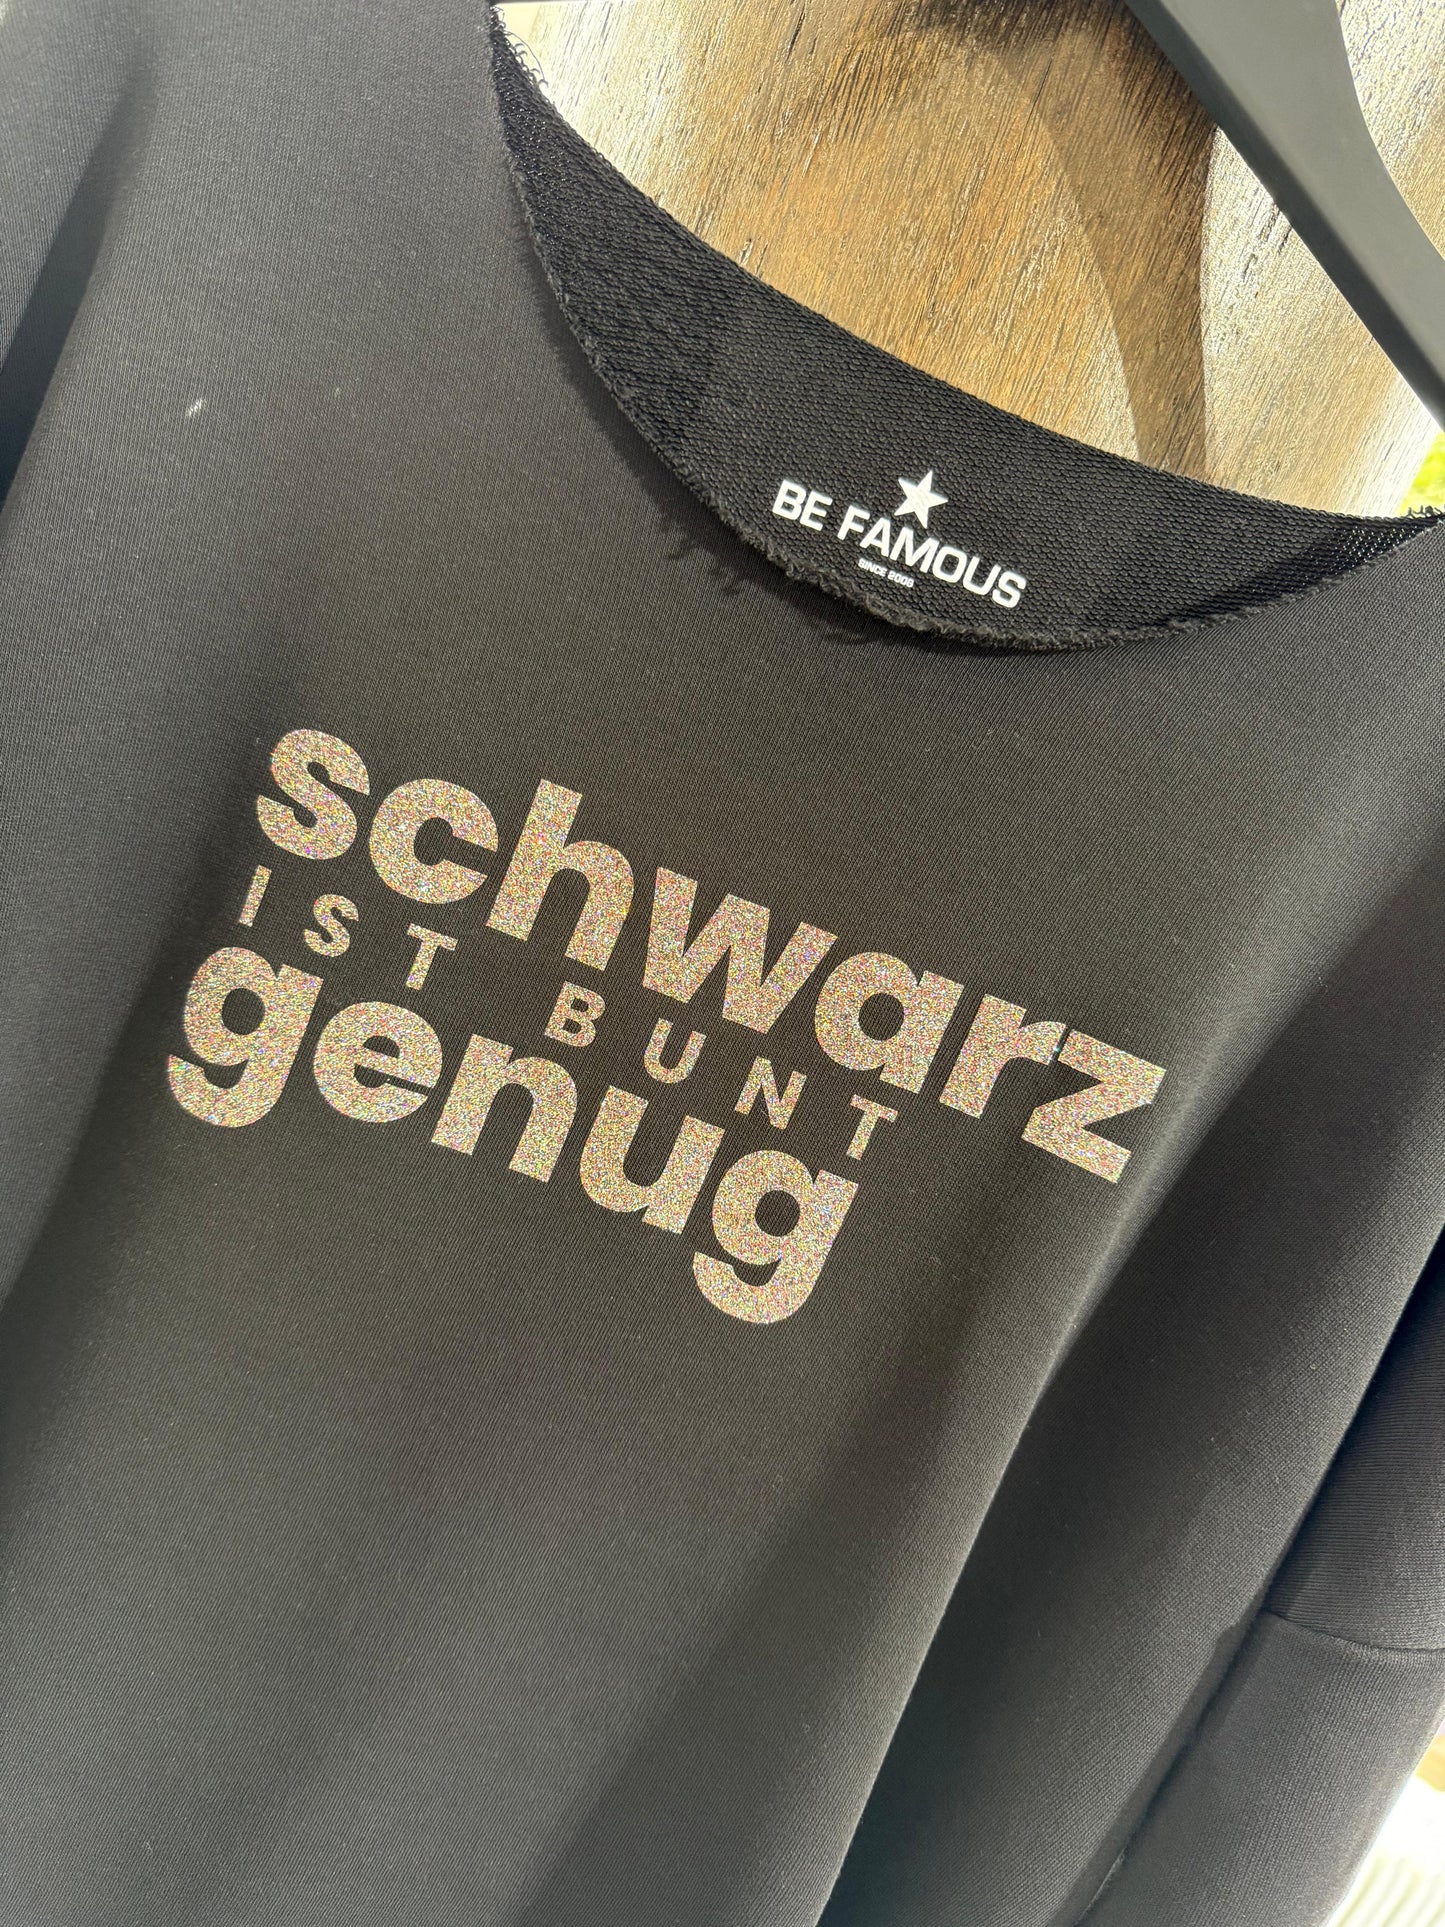 BE FAMOUS
SINCE 2009
schwarz
IST BUNT
genug